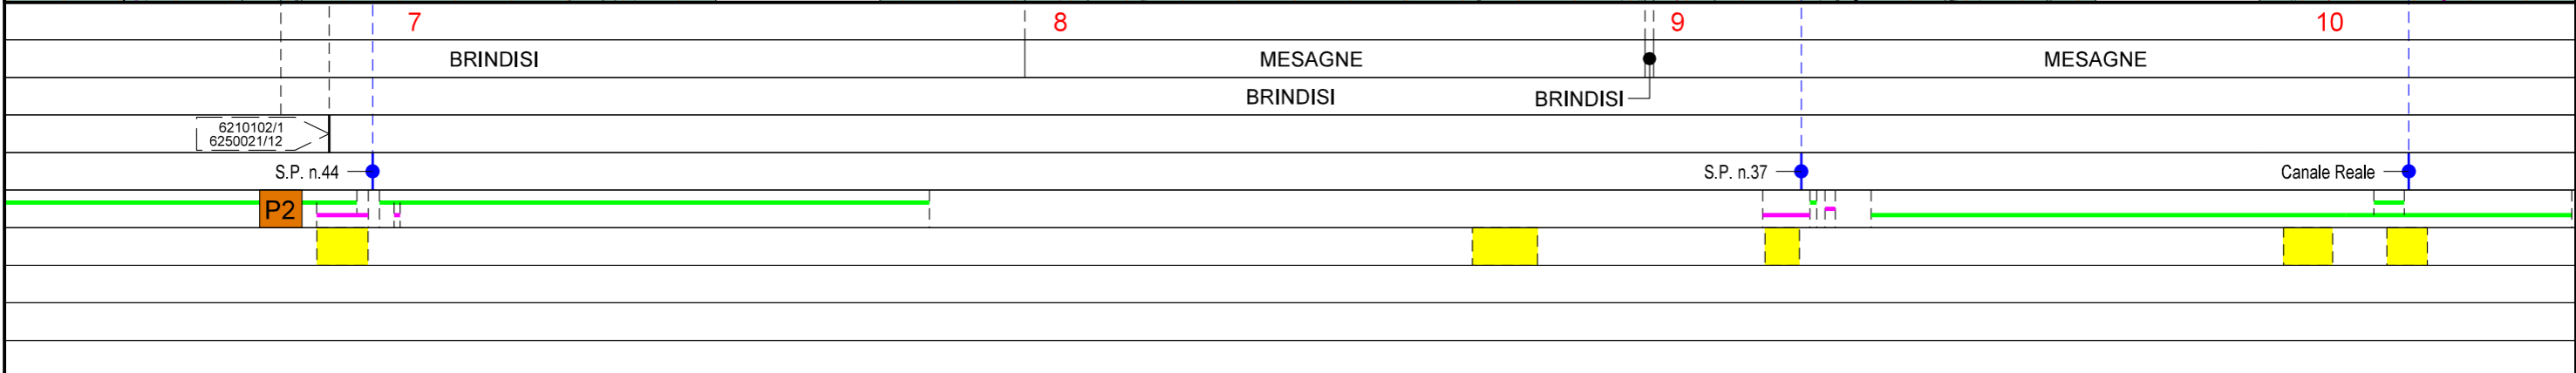 7 8 9 10
BRINDISI MESAGNE MESAGNE
BRINDISI BRINDISI
6210102/1
6250021/12
S.P. n.44 S.P. n.37 Canale Reale
P2